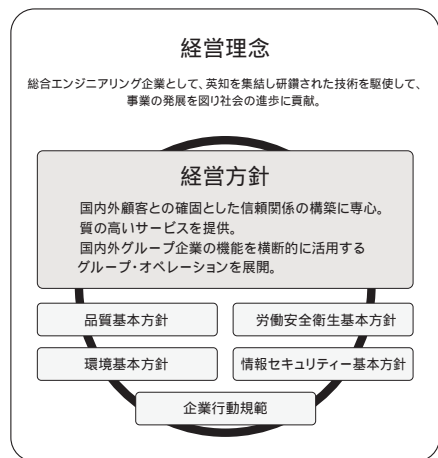 経営理念
総合エンジニアリング企業として、英知を集結し研鑽された技術を駆使して、
事業の発展を図り社会の進歩に貢献。
経営方針
国内外顧客との確固とした信頼関係の構築に専心。
質の高いサービスを提供。
国内外グループ企業の機能を横断的に活用する
グループ・オペレーションを展開。
品質基本方針
労働安全衛生基本方針
環境基本方針
情報セキュリティー基本方針
企業行動規範